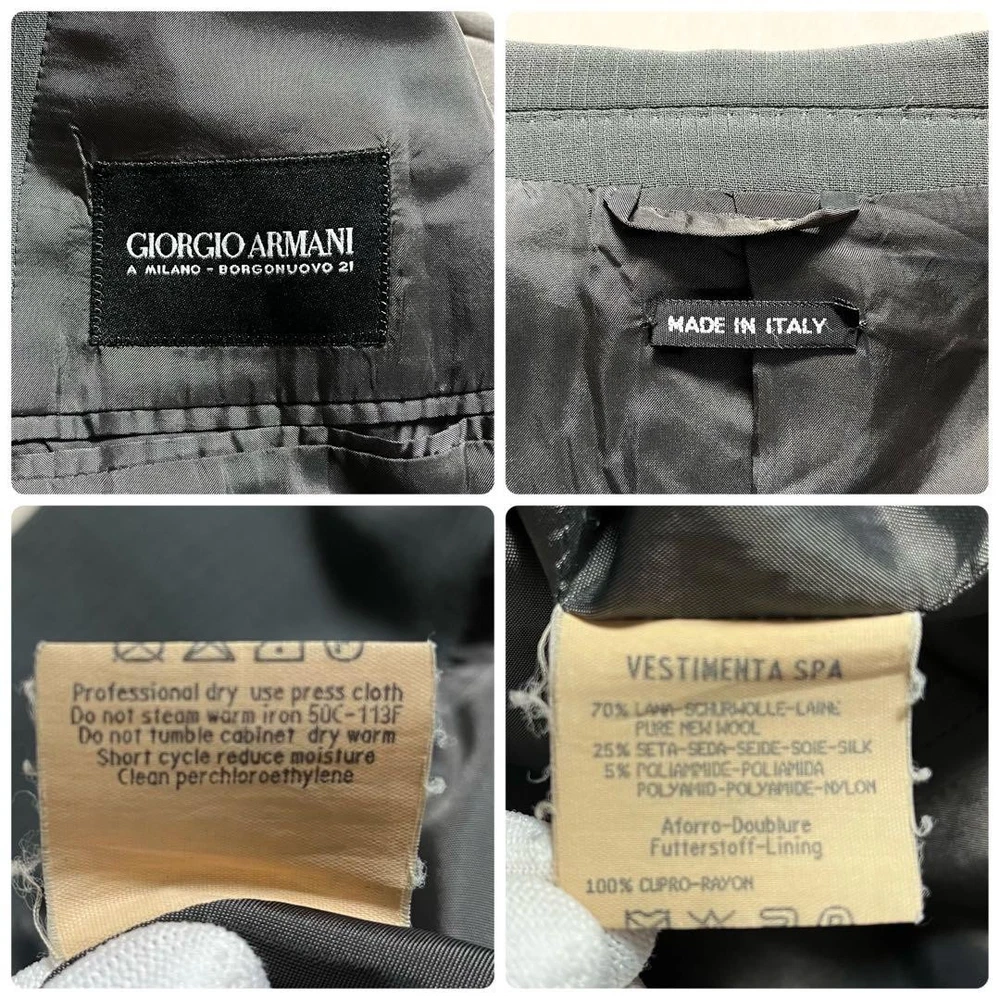 GIORGIO ARMANI
A MILANO - BORGONUOVO 21
MADE IN ITALY
Professional dry use press cloth
Do not steam warm iron 50C-113F
Do not tumble cabinet dry warm
Short cycle reduce moisture
Clean perchloroethylene
VESTIMENTA SPA
70% LANA-SCHURWOLLE-LAINE
PURE NEW WOOL
25% SETA-SEDA-SEIDE-SOIE-SILK
5% POLIAMMIDE-POLIAMIDA
POLYAMID-POLYAMIDE-NYLON
Aforro-Doublure
Futterstoff-Lining
100% CUPRO-RAYON